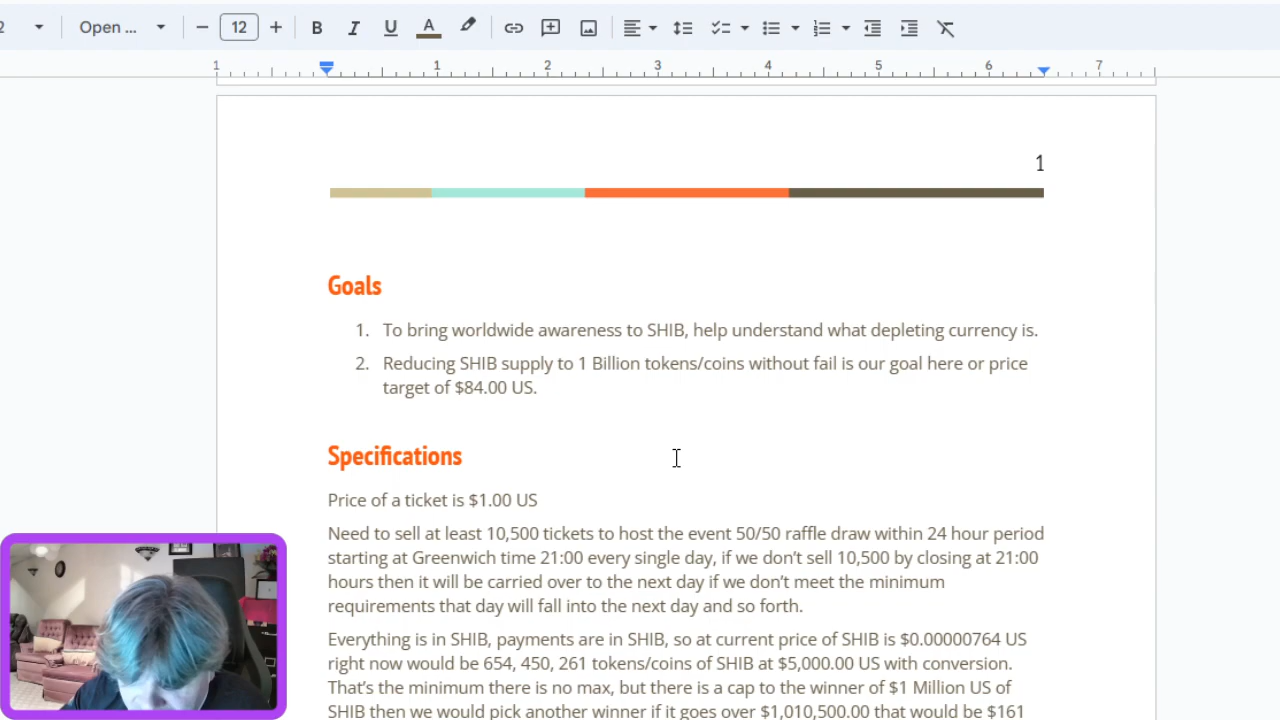 Open ...
12
1 1 2 3 4 5 6 7
1
Goals
1. To bring worldwide awareness to SHIB, help understand what depleting currency is.
2. Reducing SHIB supply to 1 Billion tokens/coins without fail is our goal here or price
target of $84.00 US.
Specifications
Price of a ticket is $1.00 US
Need to sell at least 10,500 tickets to host the event 50/50 raffle draw within 24 hour period
starting at Greenwich time 21:00 every single day, if we don’t sell 10,500 by closing at 21:00
hours then it will be carried over to the next day if we don’t meet the minimum
requirements that day will fall into the next day and so forth.
Everything is in SHIB, payments are in SHIB, so at current price of SHIB is $0.00000764 US
right now would be 654, 450, 261 tokens/coins of SHIB at $5,000.00 US with conversion.
That’s the minimum there is no max, but there is a cap to the winner of $1 Million US of
SHIB then we would pick another winner if it goes over $1,010,500.00 that would be $161